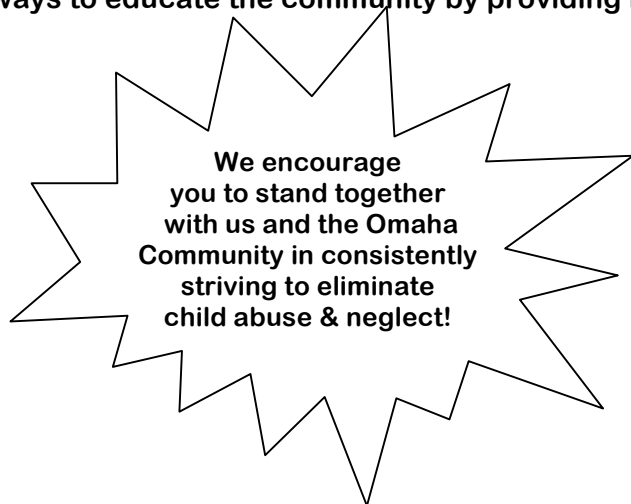 ways to educate the community by providing
We encourage
you to stand together
with us and the Omaha
Community in consistently
striving to eliminate
child abuse & neglect!